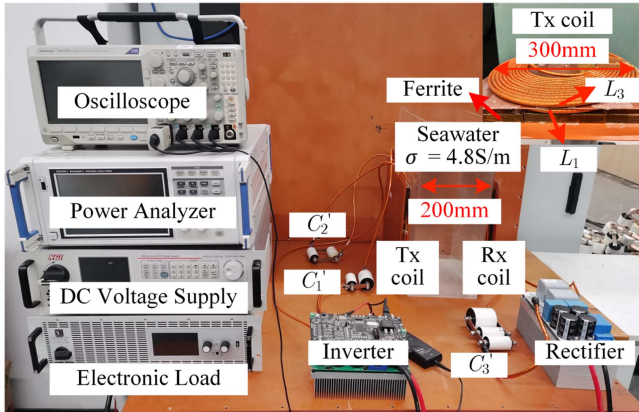 Tx coil
300mm
Oscilloscope
Ferrite
L₃
Seawater
σ = 4.8S/m
L₁
Power Analyzer
200mm
C₂'
NGI
Tx
coil
Rx
coil
C₁'
DC Voltage Supply
Inverter
C₃'
Rectifier
Electronic Load